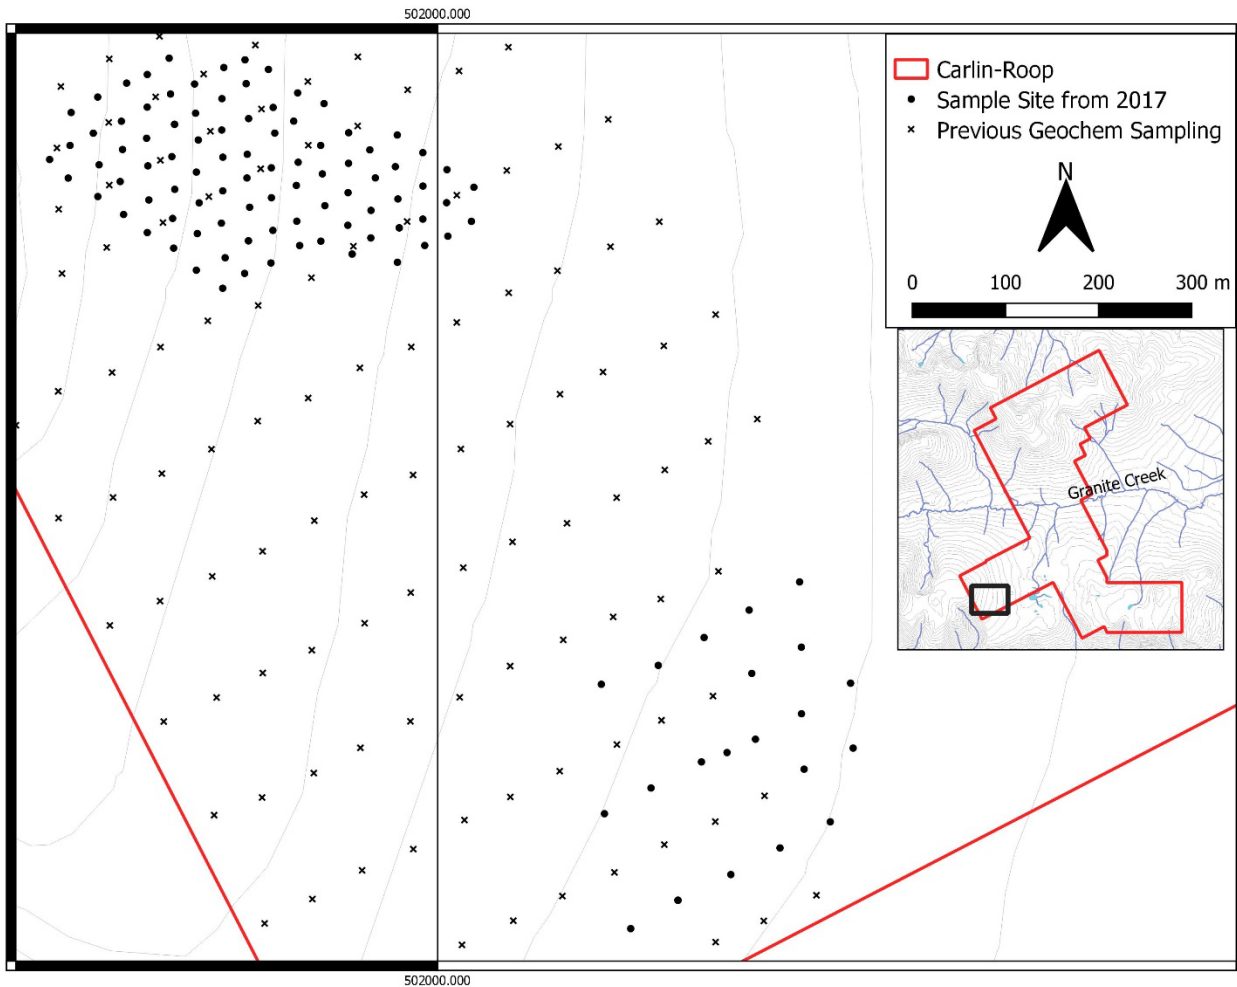 502000.000
Carlin-Roop
Sample Site from 2017
Previous Geochem Sampling
N
0 100 200 300 m
Granite Creek
502000.000